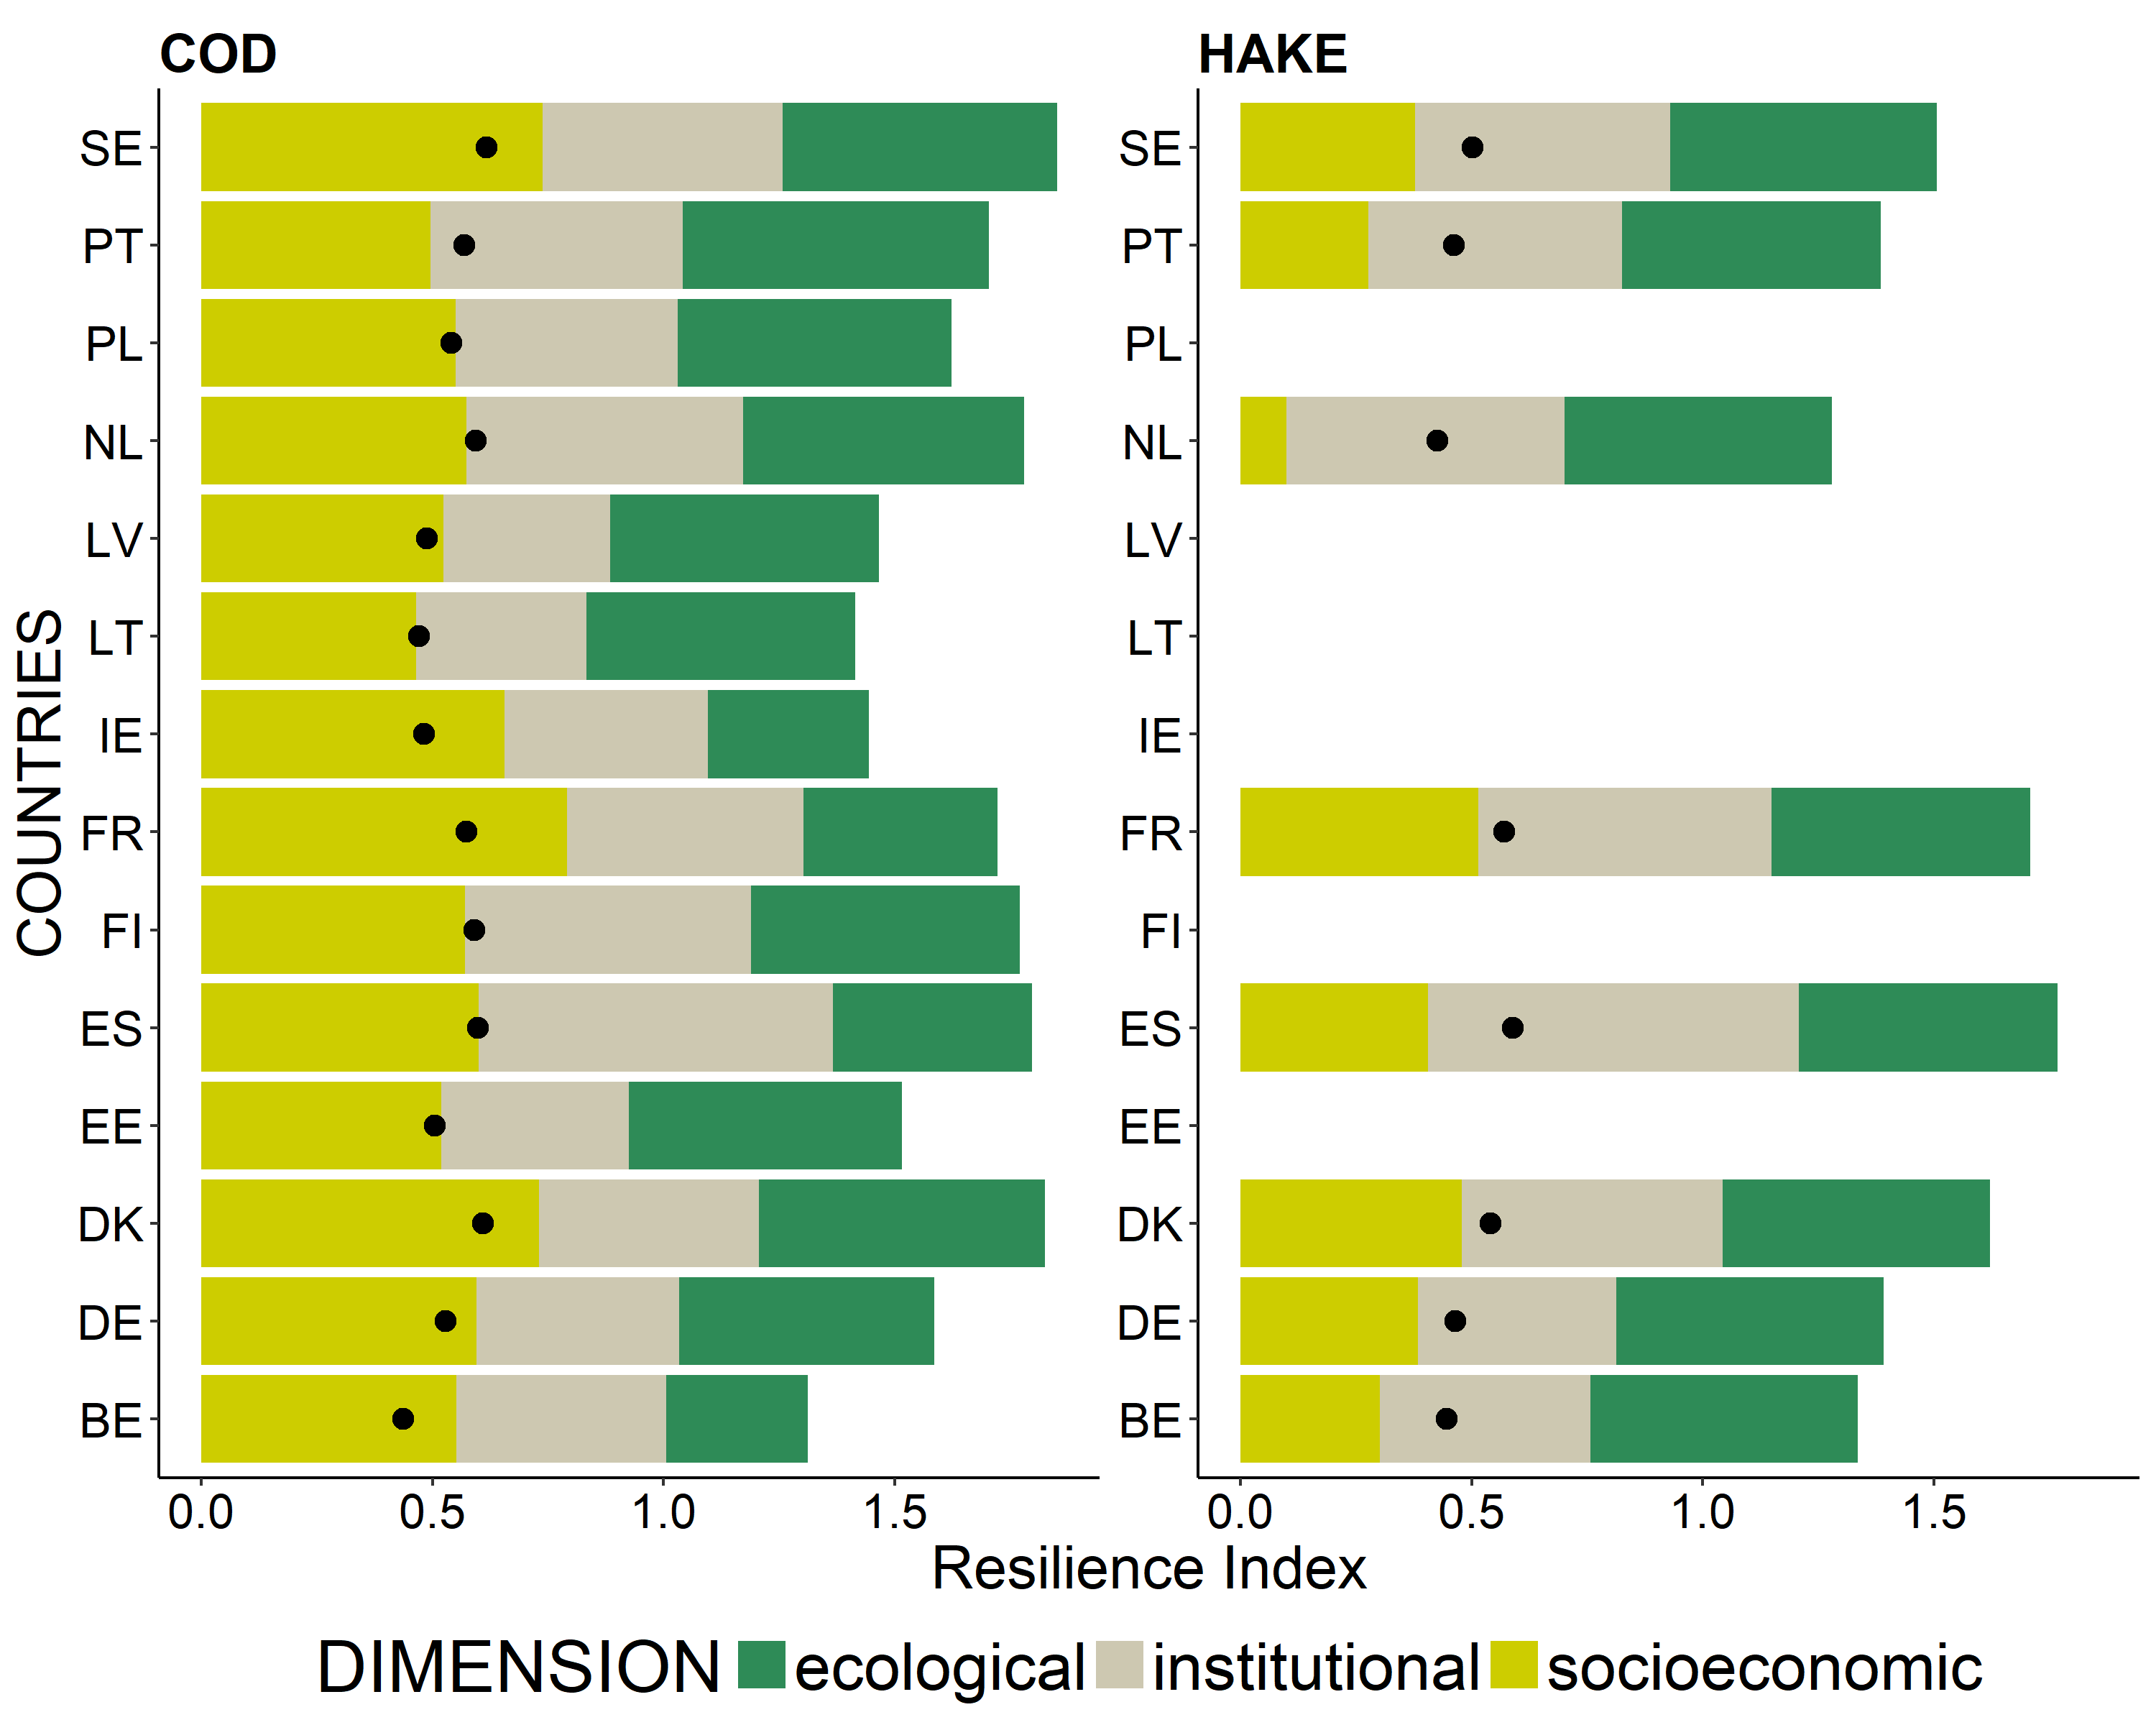 COD
HAKE
COUNTRIES
SE
PT
PL
NL
LV
LT
IE
FR
FI
ES
EE
DK
DE
BE
0.0 0.5 1.0 1.5
SE
PT
PL
NL
LV
LT
IE
FR
FI
ES
EE
DK
DE
BE
0.0 0.5 1.0 1.5
Resilience Index
DIMENSION ecological institutional socioeconomic